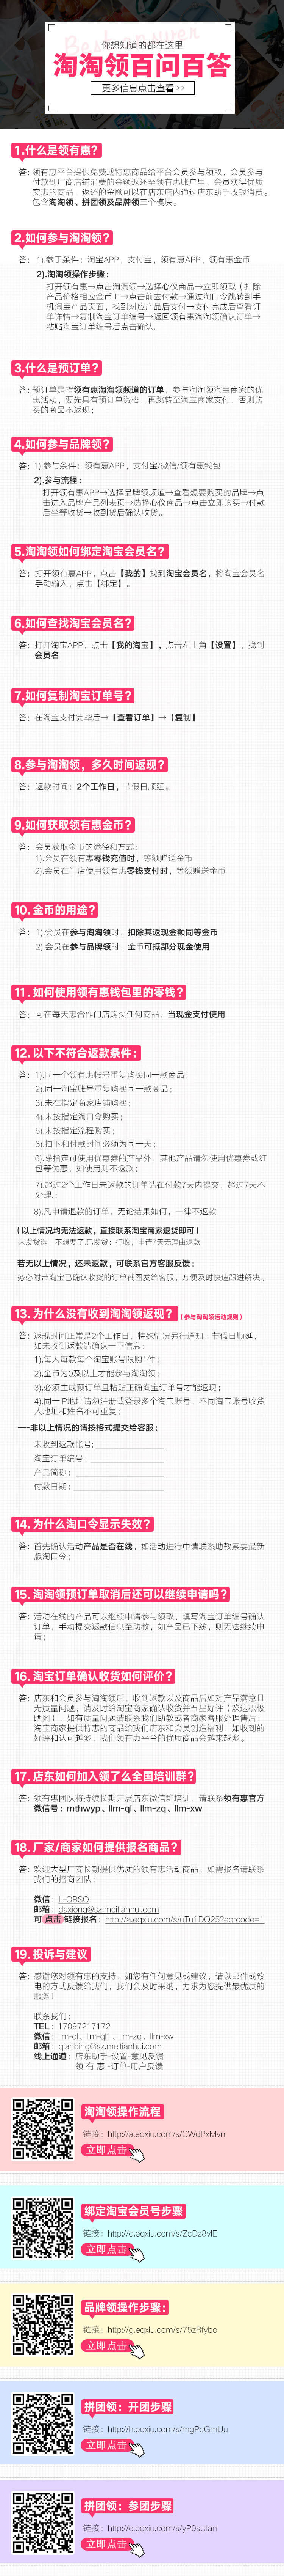 Bestanswer
你想知道的都在这里
淘淘领百问百答
更多信息点击查看 >>
1.什么是领有惠?
答: 领有惠平台提供免费或特惠商品给平台会员参与领取，会员参与
付款到厂商店铺消费的金额返还至领有惠账户里，会员获得优质
实惠的商品，返还的金额可以在店东店内通过店东助手收银消费。
包含淘淘领、拼团领及品牌领三个模块。
2.如何参与淘淘领?
答: 1).参于条件：淘宝APP，支付宝，领有惠APP，领有惠金币
2).淘淘领操作步骤：
打开领有惠→点击淘淘领→选择心仪商品→立即领取（扣除
产品价格相应金币）→点击前去付款→通过淘口令跳转到手
机淘宝产品页面，找到对应产品后支付→支付完成后查看订
单详情→复制淘宝订单编号→返回领有惠淘淘领确认订单→
粘贴淘宝订单编号后点击确认.
3.什么是预订单?
答: 预订单是指领有惠淘淘领频道的订单，参与淘淘领淘宝商家的优
惠活动，要先具有预订单资格，再跳转至淘宝商家支付，否则购
买的商品不返现；
4.如何参与品牌领?
答: 1).参与条件：领有惠APP，支付宝/微信/领有惠钱包
2).参与流程：
打开领有惠APP→选择品牌领频道→查看想要购买的品牌→点
击进入品牌产品列表页→选择心仪商品→点击立即购买→付款
后坐等收货→收到货后确认收货。
5.淘淘领如何绑定淘宝会员名?
答: 打开领有惠APP，点击【我的】找到淘宝会员名，将淘宝会员名
手动输入，点击【绑定】。
6.如何查找淘宝会员名?
答: 打开淘宝APP，点击【我的淘宝】，点击左上角【设置】，找到
会员名
7.如何复制淘宝订单号?
答: 在淘宝支付完毕后→【查看订单】→【复制】
8.参与淘淘领，多久时间返现?
答: 返款时间：2个工作日，节假日顺延。
9.如何获取领有惠金币?
答: 会员获取金币的途径和方式：
1).会员在领有惠零钱充值时，等额赠送金币
2).会员在门店使用领有惠零钱支付时，等额赠送金币
10. 金币的用途?
答: 1).会员在参与淘淘领时，扣除其返现金额同等金币
2).会员在参与品牌领时，金币可抵部分现金使用
11. 如何使用领有惠钱包里的零钱?
答: 可在每天惠合作门店购买任何商品，当现金支付使用
12. 以下不符合返款条件：
答: 1).同一个领有惠帐号重复购买同一款商品；
2).同一淘宝账号重复购买同一款商品；
3).未在指定商家店铺购买；
4).未按指定淘口令购买；
5).未按指定流程购买；
6).拍下和付款时间必须为同一天；
6).除指定可使用优惠券的产品外，其他产品请勿使用优惠券或红
包等优惠，如使用则不返款；
7).超过2个工作日未返款的订单请在付款7天内提交，超过7天不
处理.；
8).凡申请退款的订单，无论结果如何，一律不返款
（以上情况均无法返款，直接联系淘宝商家退货即可）
未发货选：不想要了.已发货：拒收，申请7天无理由退款
若无以上情况，还未返款，可联系官方客服反馈：
务必附带淘宝已确认收货的订单截图发给客服，方便及时快速跟进解决。
13. 为什么没有收到淘淘领返现?（参与淘淘领活动规则）
答: 返现时间正常是2个工作日，特殊情况另行通知，节假日顺延，
如未收到返款请确认一下信息：
1).每人每款每个淘宝账号限购1件；
2).金币为0及以上才能参与淘淘领；
3).必须生成预订单且粘贴正确淘宝订单号才能返现；
4).同一IP地址请勿注册或登录多个淘宝账号，不同淘宝账号收货
人地址和姓名不可重复；
一一非以上情况的请按格式提交给客服：
未收到返款帐号：
淘宝订单编号：
产品简称：
付款日期：
14. 为什么淘口令显示失效?
答: 首先确认活动产品是否在线，如活动进行中请联系助教索要最新
版淘口令；
15. 淘淘领预订单取消后还可以继续申请吗?
答: 活动在线的产品可以继续申请参与领取，填写淘宝订单编号确认
订单，手动提交返款信息至助教，如产品已下线，则无法继续申
请；
16. 淘宝订单确认收货如何评价?
答: 店东和会员参与淘淘领后，收到返款以及商品后如对产品满意且
无质量问题，请及时给淘宝商家确认收货并五星好评（欢迎积极
晒图），如有质量问题请联系我们助教或者商家客服处理售后；
淘宝商家提供特惠的商品给我们店东和会员创造福利，如收到的
好评和认可越多，我们领有惠平台的优质商品会越来越多。
17. 店东如何加入领了么全国培训群?
答: 领有惠团队将持续长期开展店东微信群培训，请联系领有惠官方
微信号：mthwyp、llm-ql、llm-zq 、llm-xw
18. 厂家/商家如何提供报名商品?
答: 欢迎大型厂商长期提供优质的领有惠活动商品，如需报名请联系
我们的招商团队：
微信：L-ORSO
邮箱：daxiong@sz.meitianhui.com
可 点击 链接报名：http://a.eqxiu.com/s/uTu1DQ25?eqrcode=1
19. 投诉与建议
答: 感谢您对领有惠的支持，如您有任何意见或建议，请以邮件或致
电的方式反馈给我们，我们会及时采纳，力求为您提供最优质的
服务！
联系我们：
TEL：17097217172
微信：llm-ql、llm-ql1、llm-zq、llm-xw
邮箱：qianbing@sz.meitianhui.com
线上通道：店东助手-设置-意见反馈
领 有 惠 -订单-用户反馈
淘淘领操作流程
链接：http://a.eqxiu.com/s/CWdPxMvn
立即点击
绑定淘宝会员号步骤
链接：http://d.eqxiu.com/s/ZcDz8vlE
立即点击
品牌领操作步骤：
链接：http://g.eqxiu.com/s/75zRfybo
立即点击
拼团领：开团步骤
链接：http://h.eqxiu.com/s/mgPcGmUu
立即点击
拼团领：参团步骤
链接：http://e.eqxiu.com/s/yP0sUIan
立即点击